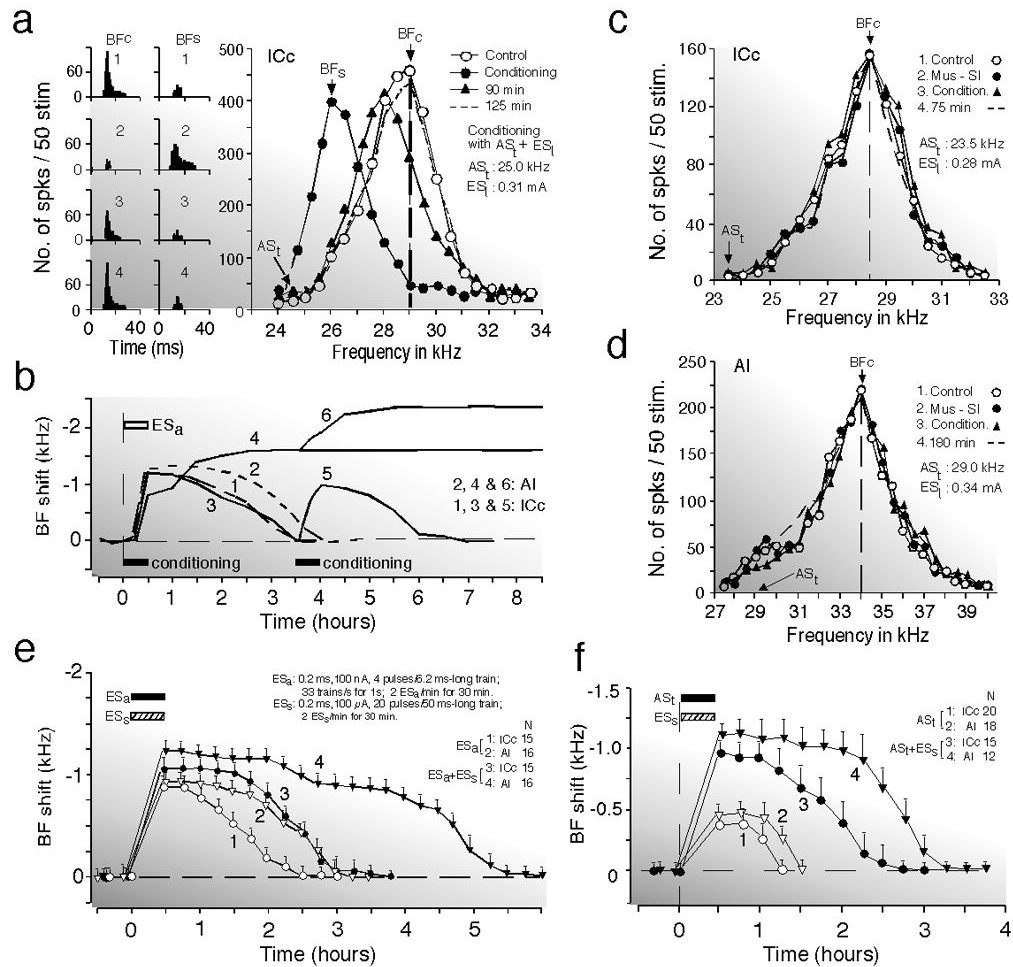 a
BFc
BFs
1
1
60
0
2
2
60
0
3
3
60
0
4
4
60
0
0 40 0 40
Time (ms)
No. of spks / 50 stim
500
400
300
200
100
0
ICc
BFs
BFc
ASt
Control
Conditioning
90 min
125 min
Conditioning
with ASt + ESl
ASt : 25.0 kHz
ESl : 0.31 mA
24 26 28 30 32 34
Frequency in kHz
c
ICc
BFc
No. of spks / 50 stim.
160
120
80
40
0
1. Control
2. Mus - SI
3. Condition.
4. 75 min
ASt : 23.5 kHz
ESl : 0.28 mA
ASt
23 25 27 29 31 33
Frequency in kHz
b
BF shift (kHz)
-2
-1
0
ESa
6
4
2
1
3
5
2, 4 & 6: AI
1, 3 & 5: ICc
conditioning
conditioning
0 1 2 3 4 5 6 7 8
Time (hours)
d
AI
BFc
No. of spks / 50 stim.
250
200
150
100
50
0
1. Control
2. Mus - SI
3. Condition.
4. 180 min
ASt : 29.0 kHz
ESl : 0.34 mA
ASt
27 29 31 33 35 37 39
Frequency in kHz
e
BF shift (kHz)
-2
-1
0
ESa
ESs
ESa: 0.2 ms, 100 nA, 4 pulses/6.2 ms-long train;
33 trains/s for 1s; 2 ESa/min for 30 min.
ESs: 0.2 ms, 100 µA, 20 pulses/50 ms-long train;
2 ESs/min for 30 min.
N
ESa 1: ICc 15
2: AI 16
ESa+ESs 3: ICc 15
4: AI 16
4
3
2
1
0 1 2 3 4 5 6
Time (hours)
f
BF shift (kHz)
-1.5
-1.0
-0.5
0
ASt
ESs
N
ASt 1: ICc 20
2: AI 18
ASt+ESs 3: ICc 15
4: AI 12
4
3
2
1
0 1 2 3 4
Time (hours)